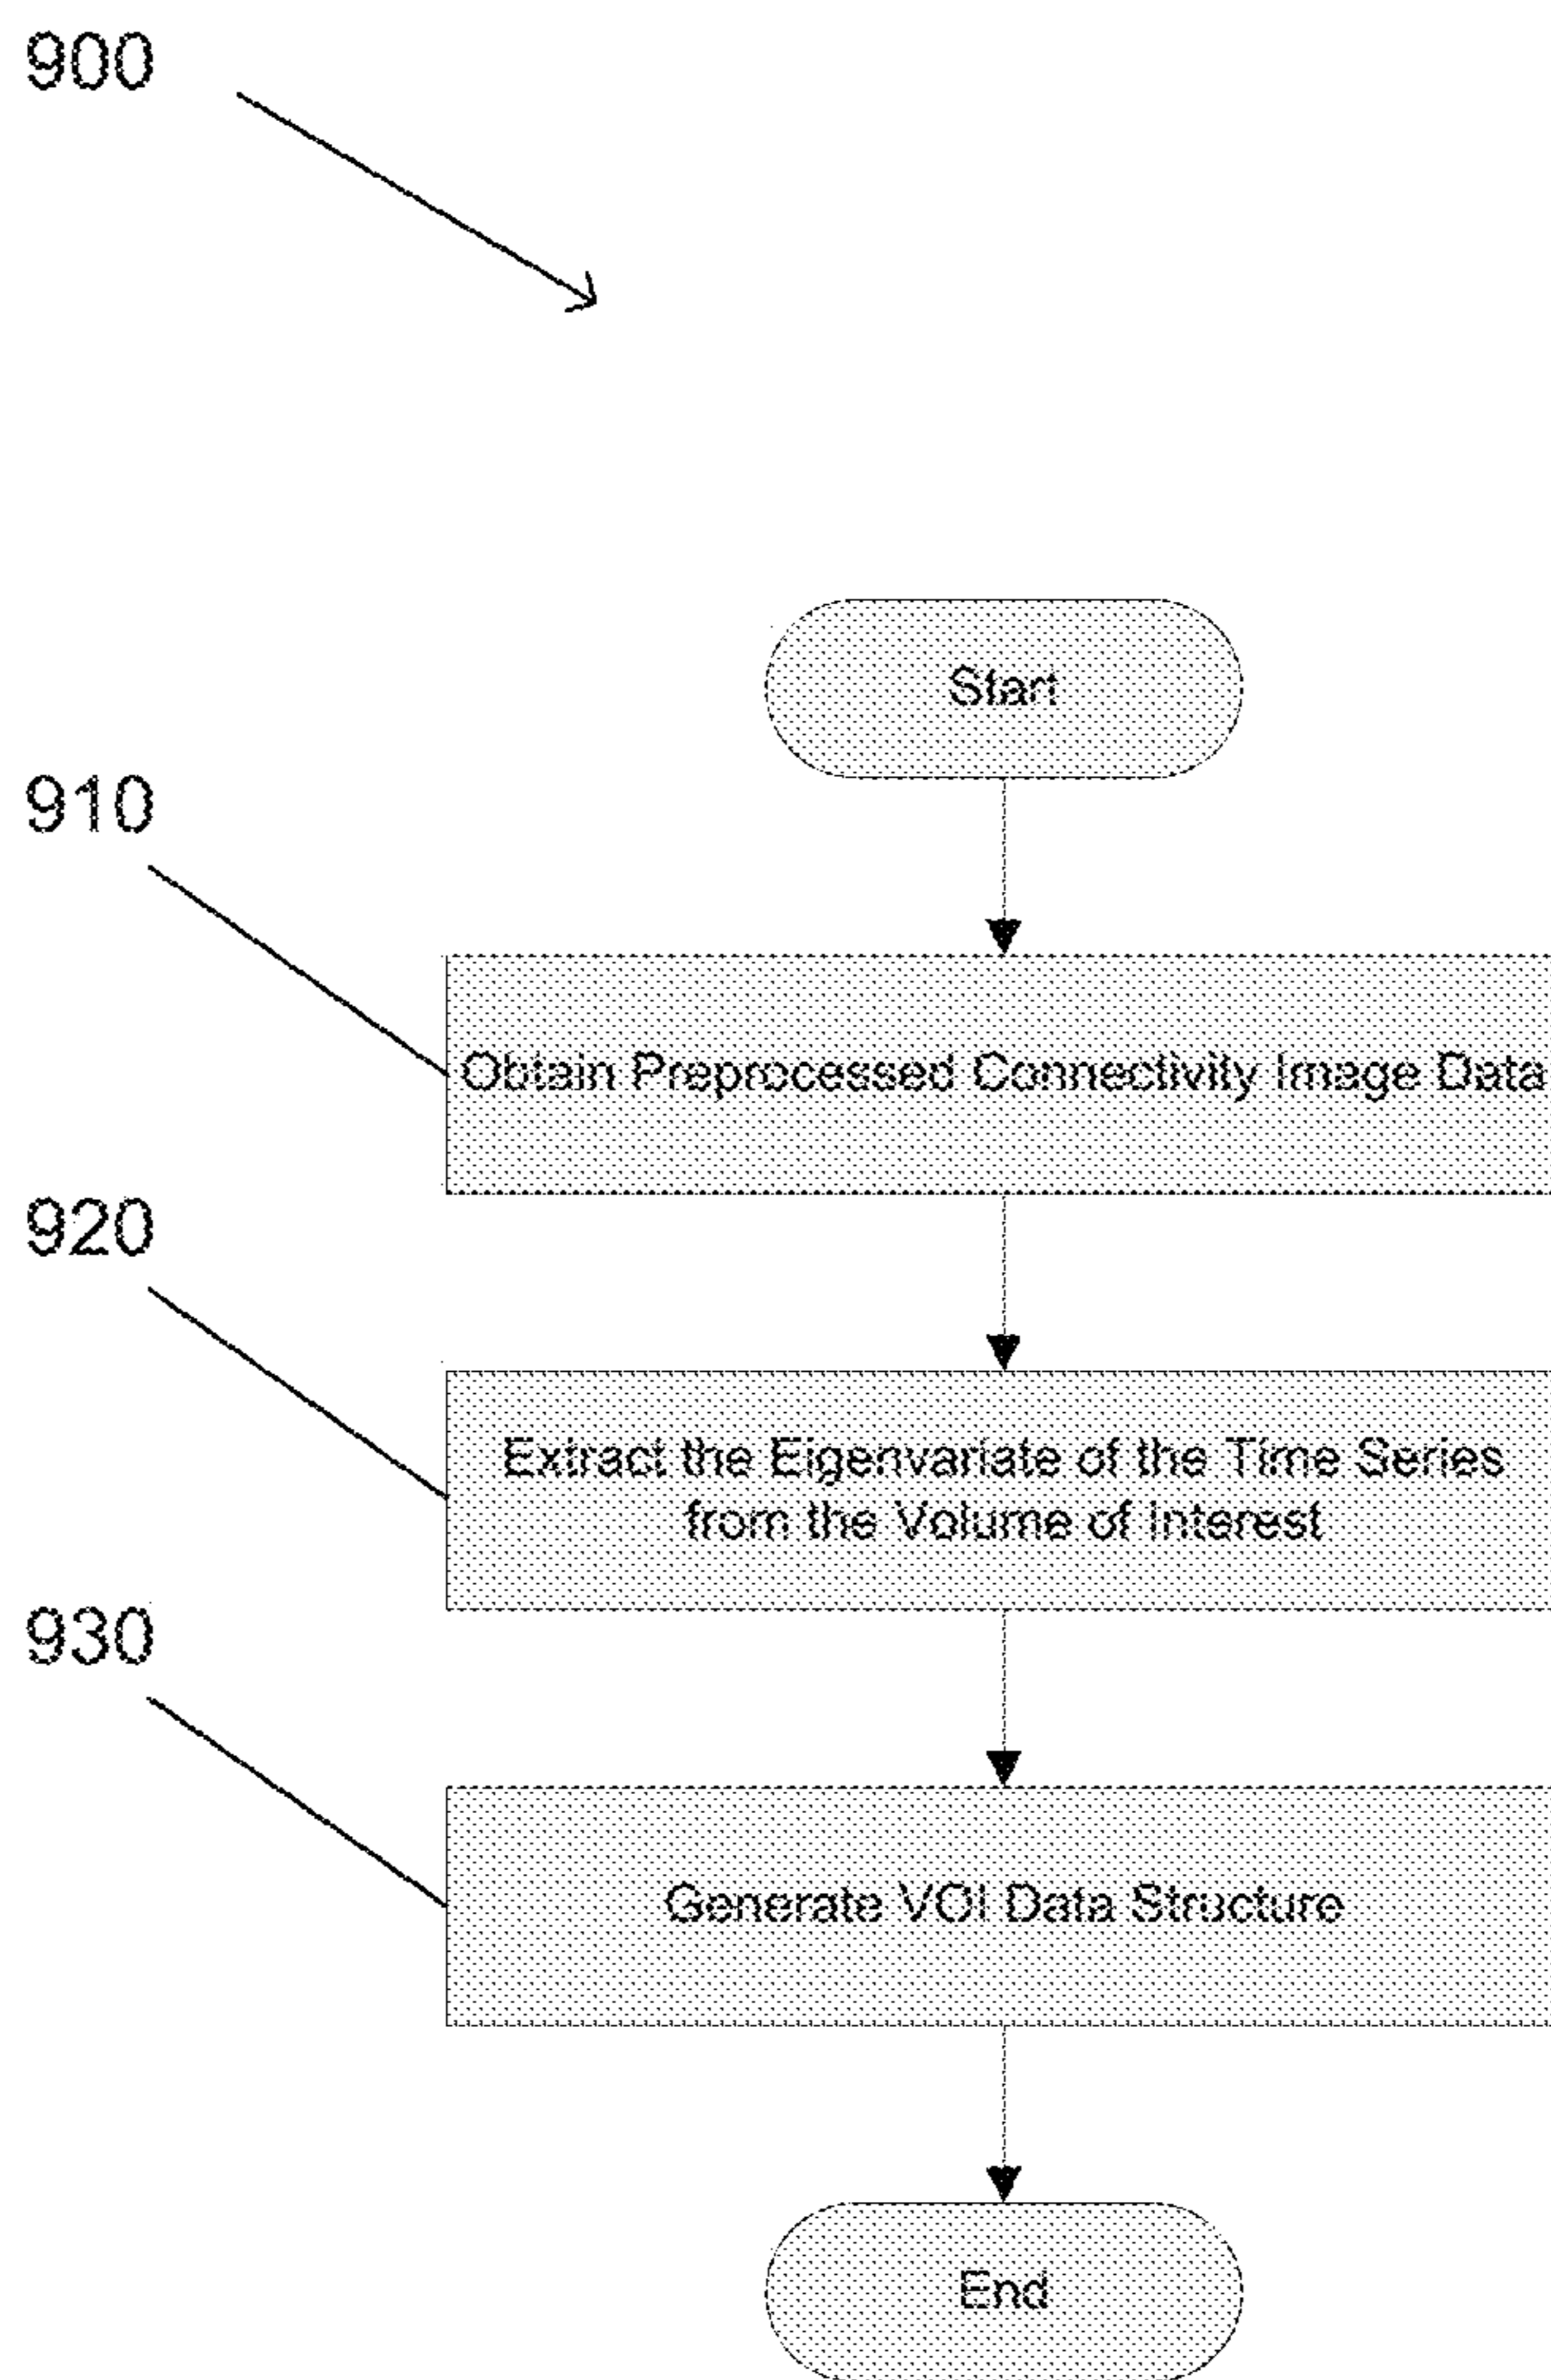 900
Start
910
Obtain Preprocessed Connectivity Image Data
920
Extract the Eigenvariate of the Time Series
from the Volume of Interest
930
Generate VOI Data Structure
End